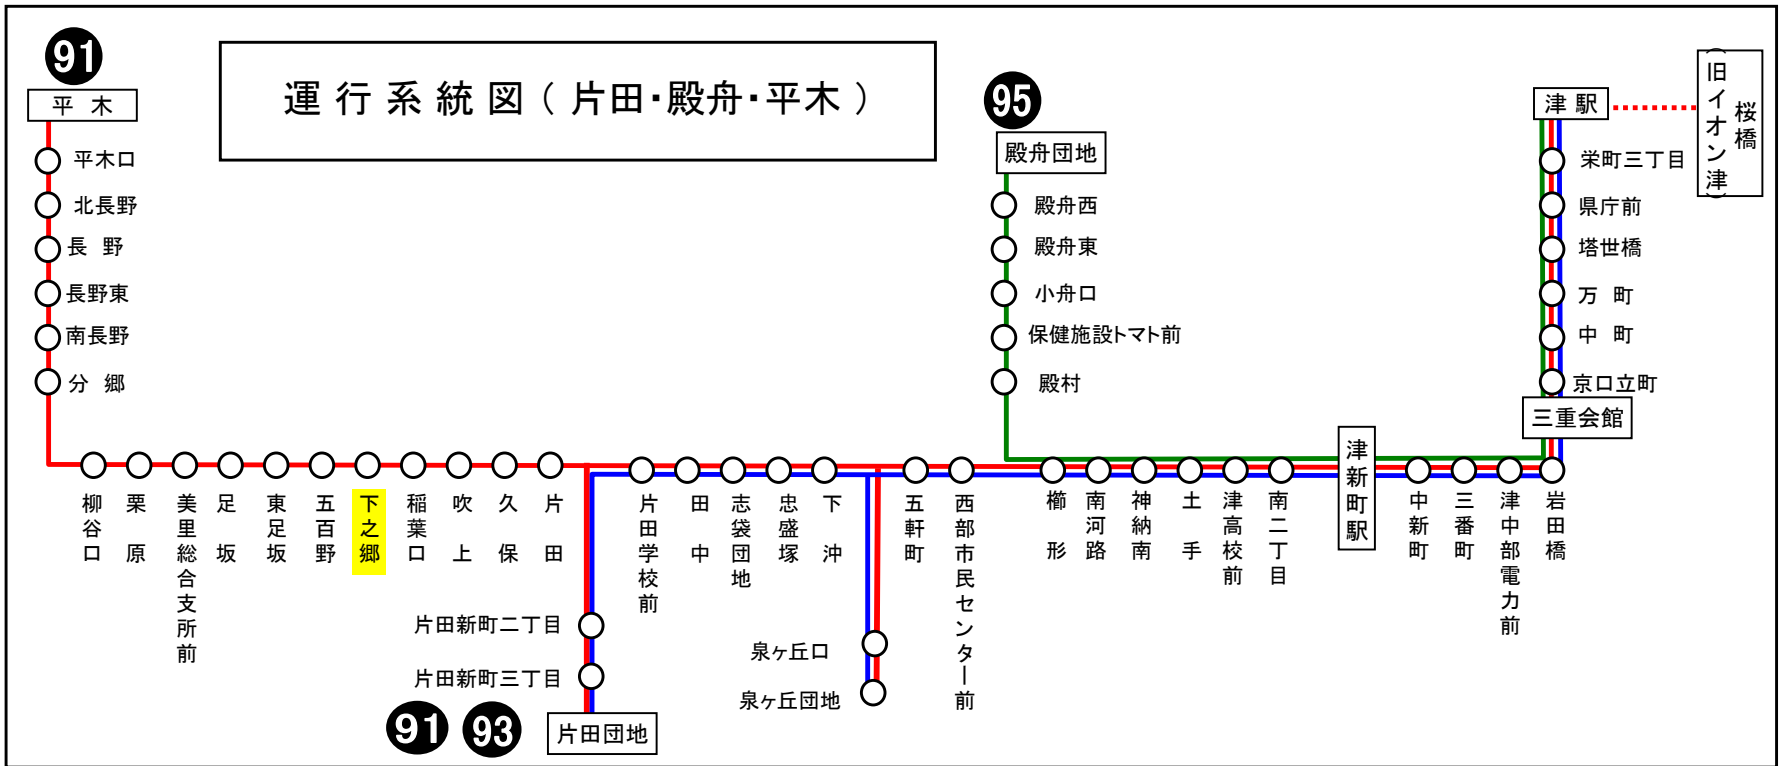 運行系統図（片田・殿舟・平木）
91
平木
平木口
北長野
長野
長野東
南長野
分郷
柳谷口
栗原
美里総合支所前
足坂
東足坂
五百野
下之郷
稲葉口
吹上
久保
片田
片田新町二丁目
片田新町三丁目
91
93
片田団地
片田学校前
田中
志袋団地
忠盛塚
下沖
泉ヶ丘口
泉ヶ丘団地
五軒町
西部市民センター前
95
殿舟団地
殿舟西
殿舟東
小舟口
保健施設トマト前
殿村
櫛形
南河路
神納南
土手
津高校前
南二丁目
津新町駅
中新町
三番町
津中部電力前
岩田橋
三重会館
京口立町
中町
万町
塔世橋
県庁前
栄町三丁目
津駅
桜橋
（旧イオン津）